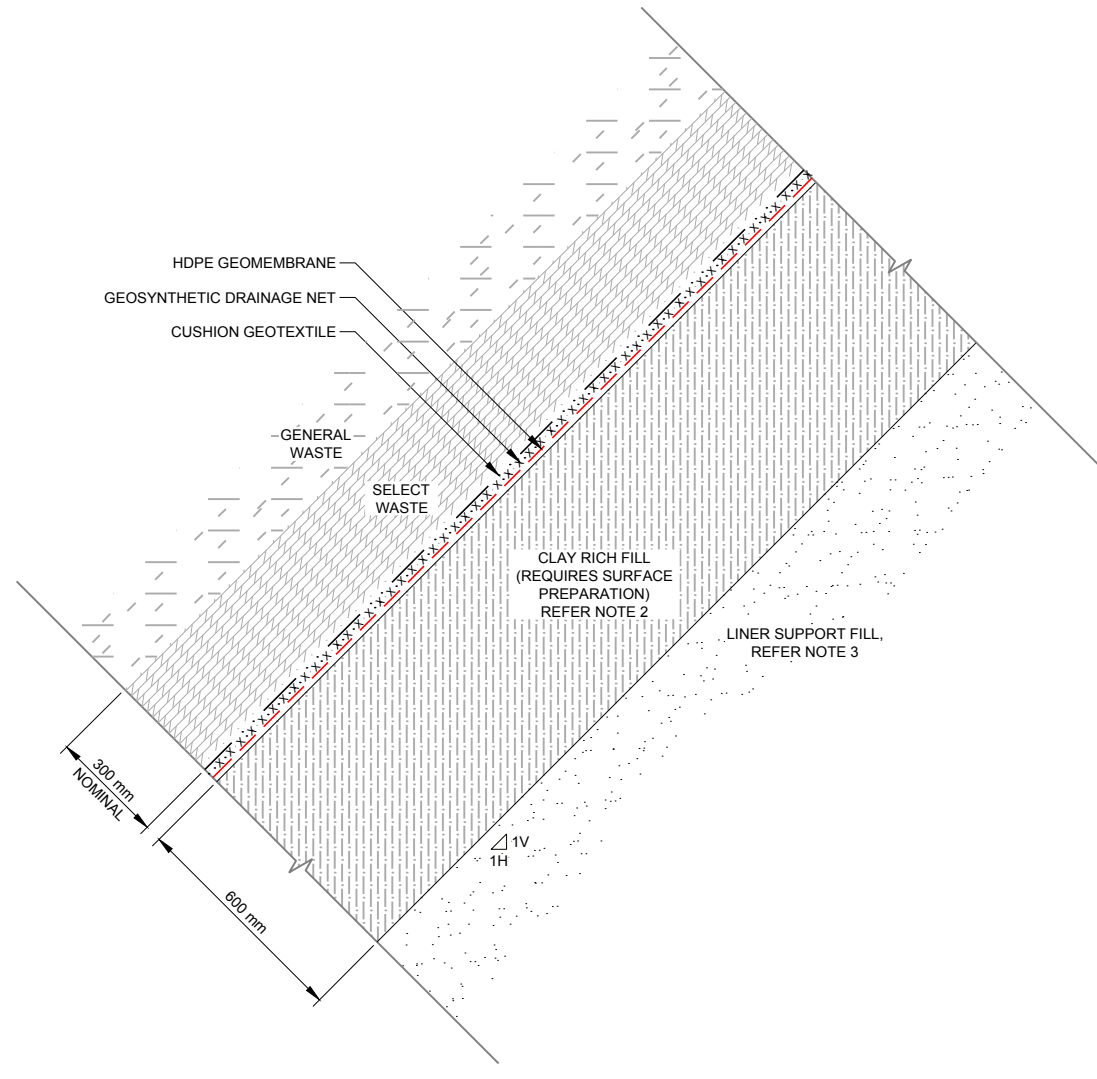 HDPE GEOMEMBRANE
GEOSYNTHETIC DRAINAGE NET
CUSHION GEOTEXTILE
GENERAL
WASTE
SELECT
WASTE
CLAY RICH FILL
(REQUIRES SURFACE
PREPARATION)
REFER NOTE 2
LINER SUPPORT FILL,
REFER NOTE 3
300 mm
NOMINAL
1V
1H
600 mm